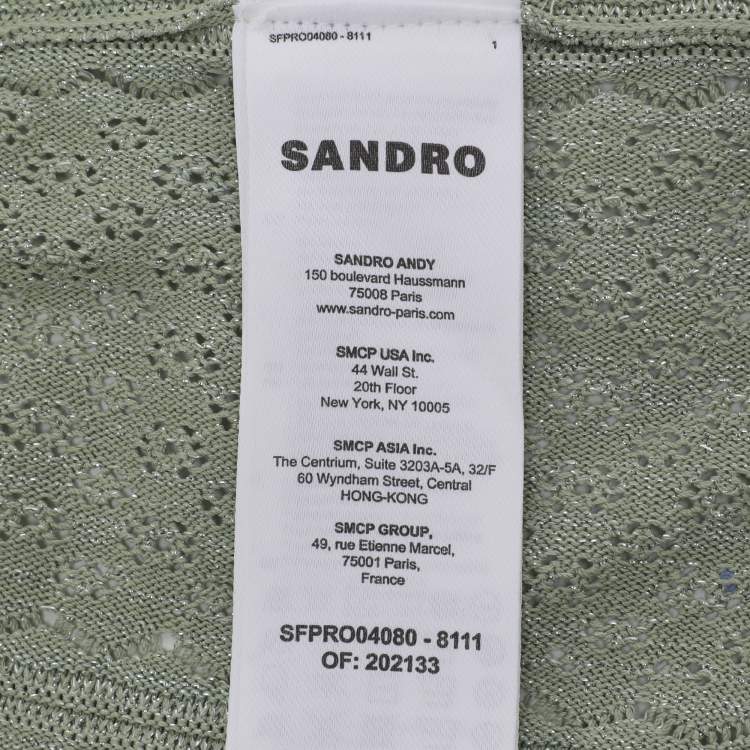 SFPRO04080 - 8111 1
SANDRO
SANDRO ANDY
150 boulevard Haussmann
75008 Paris
www.sandro-paris.com
SMCP USA Inc.
44 Wall St.
20th Floor
New York, NY 10005
SMCP ASIA Inc.
The Centrium, Suite 3203A-5A, 32/F
60 Wyndham Street, Central
HONG-KONG
SMCP GROUP,
49, rue Etienne Marcel,
75001 Paris,
France
SFPRO04080 - 8111
OF: 202133